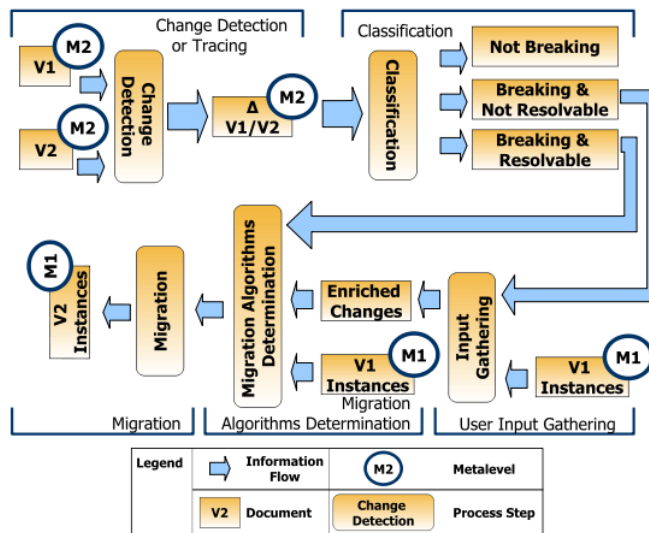 Change Detection
or Tracing
Classification
M2
V1
M2
V2
Change
Detection
M2
Δ
V1/V2
Classification
Not Breaking
Breaking &
Not Resolvable
Breaking &
Resolvable
M1
V2
Instances
Migration
Migration Algorithms
Determination
Enriched
Changes
M1
V1
Instances
Input
Gathering
M1
V1
Instances
Migration
Migration
Algorithms Determination
User Input Gathering
Legend
Information
Flow
M2
Metalevel
V2
Document
Change
Detection
Process Step